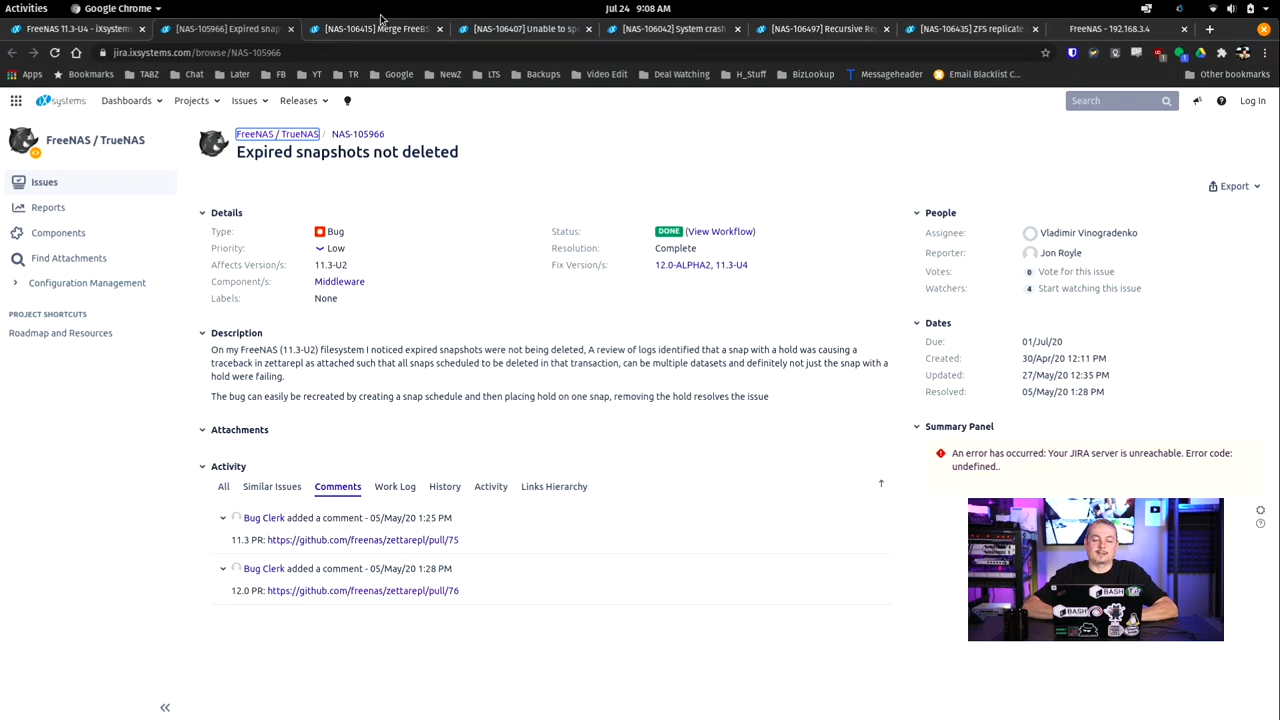 Activities
Google Chrome
Jul 24 9:08 AM
FreeNAS 11.3-U4 - iXsystems
[NAS-105966] Expired snap
[NAS-106415] Merge FreeBS
[NAS-106407] Unable to sp
[NAS-106042] System crash
[NAS-106497] Recursive Rep
[NAS-106435] ZFS replicate
FreeNAS - 192.168.3.4
jira.ixsystems.com/browse/NAS-105966
Apps
Bookmarks
TABZ
Chat
Later
FB
YT
TR
Google
NewZ
LTS
Backups
Video Edit
Deal Watching
H_Stuff
BizLookup
Messageheader
Email Blacklist C...
Other bookmarks
iXsystems
Dashboards
Projects
Issues
Releases
Search
Log In
FreeNAS / TrueNAS
FreeNAS / TrueNAS / NAS-105966
Expired snapshots not deleted
Issues
Reports
Components
Find Attachments
Configuration Management
PROJECT SHORTCUTS
Roadmap and Resources
Export
Details
Type: Bug
Priority: Low
Affects Version/s: 11.3-U2
Component/s: Middleware
Labels: None
Status: DONE (View Workflow)
Resolution: Complete
Fix Version/s: 12.0-ALPHA2, 11.3-U4
Description
On my FreeNAS (11.3-U2) filesystem I noticed expired snapshots were not being deleted, A review of logs identified that a snap with a hold was causing a
traceback in zettarepl as attached such that all snaps scheduled to be deleted in that transaction, can be multiple datasets and definitely not just the snap with a
hold were failing.
The bug can easily be recreated by creating a snap schedule and then placing hold on one snap, removing the hold resolves the issue
Attachments
Activity
All
Similar Issues
Comments
Work Log
History
Activity
Links Hierarchy
Bug Clerk added a comment - 05/May/20 1:25 PM
11.3 PR: https://github.com/freenas/zettarepl/pull/75
Bug Clerk added a comment - 05/May/20 1:28 PM
12.0 PR: https://github.com/freenas/zettarepl/pull/76
People
Assignee: Vladimir Vinogradenko
Reporter: Jon Royle
Votes: 0 Vote for this issue
Watchers: 4 Start watching this issue
Dates
Due: 01/Jul/20
Created: 30/Apr/20 12:11 PM
Updated: 27/May/20 12:35 PM
Resolved: 05/May/20 1:28 PM
Summary Panel
An error has occurred: Your JIRA server is unreachable. Error code:
undefined..
BASH
BASH